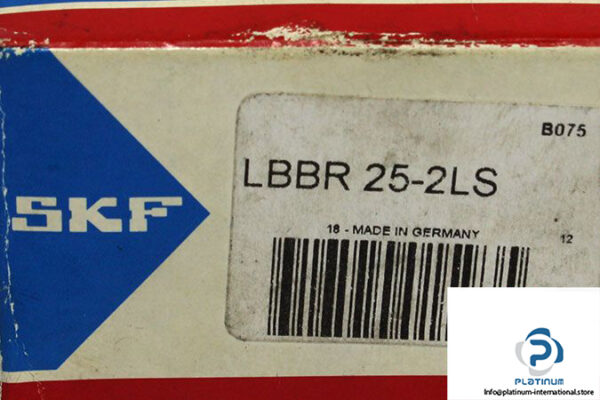 B075
LBBR 25-2LS
SKF
18 - MADE IN GERMANY
12
PLATINUM
Info@platinum-international.store